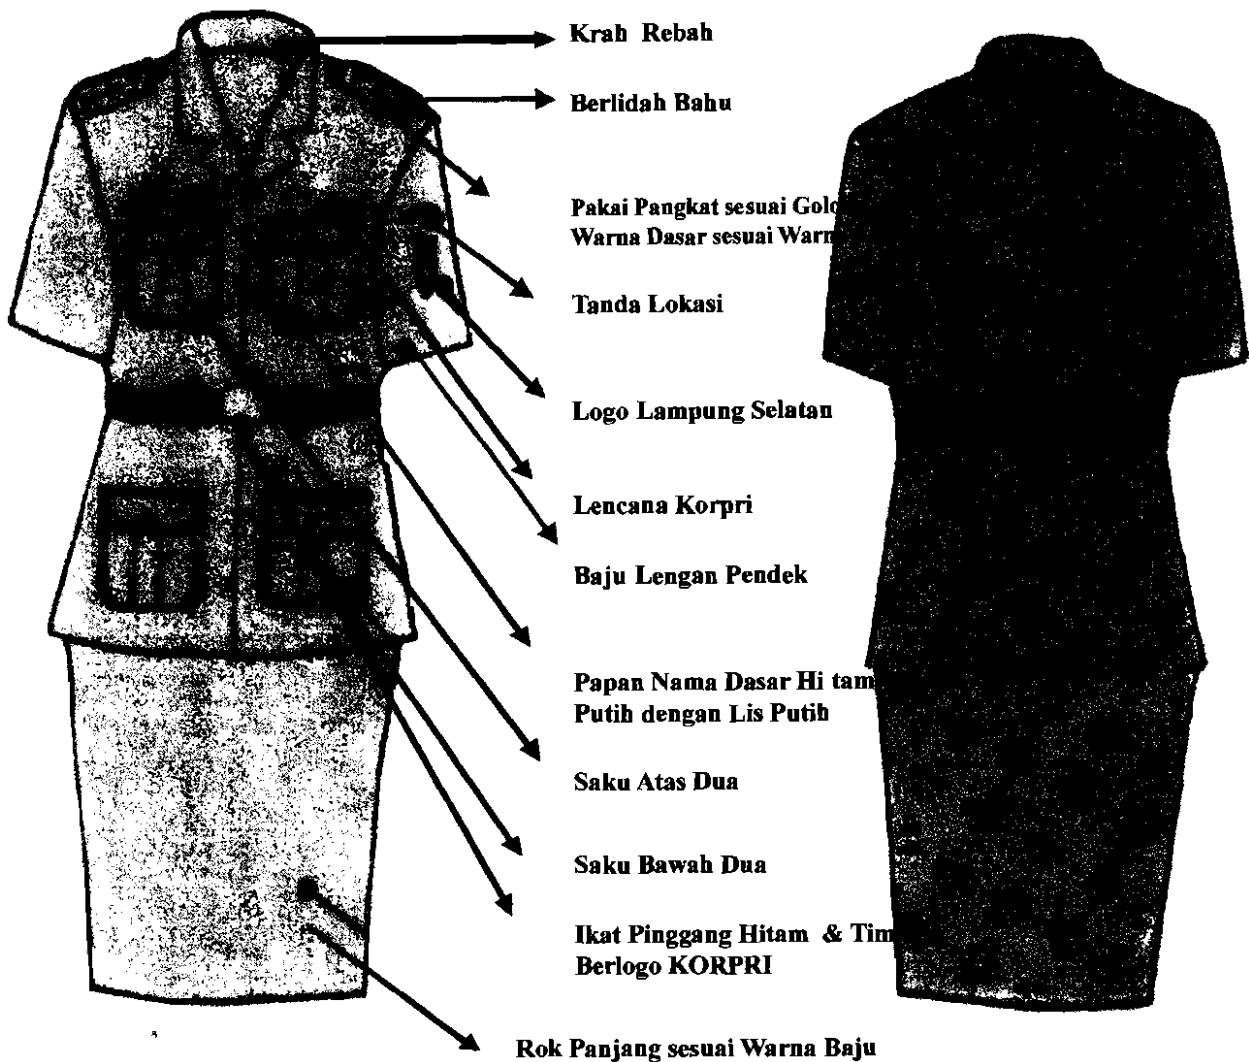 Krah Rebah
Berlidah Bahu
Pakai Pangkat sesuai
Warna Dasar sesuai
Tanda Lokasi
Logo Lampung Selatan
Lencana Korpri
Baju Lengan Pendek
Papan Nama Dasar Hi tam
Putih dengan Lis Putih
Saku Atas Dua
Saku Bawah Dua
Ikat Pinggang Hitam & Tim
Berlogo KORPRI
Rok Panjang sesuai Warna Baju